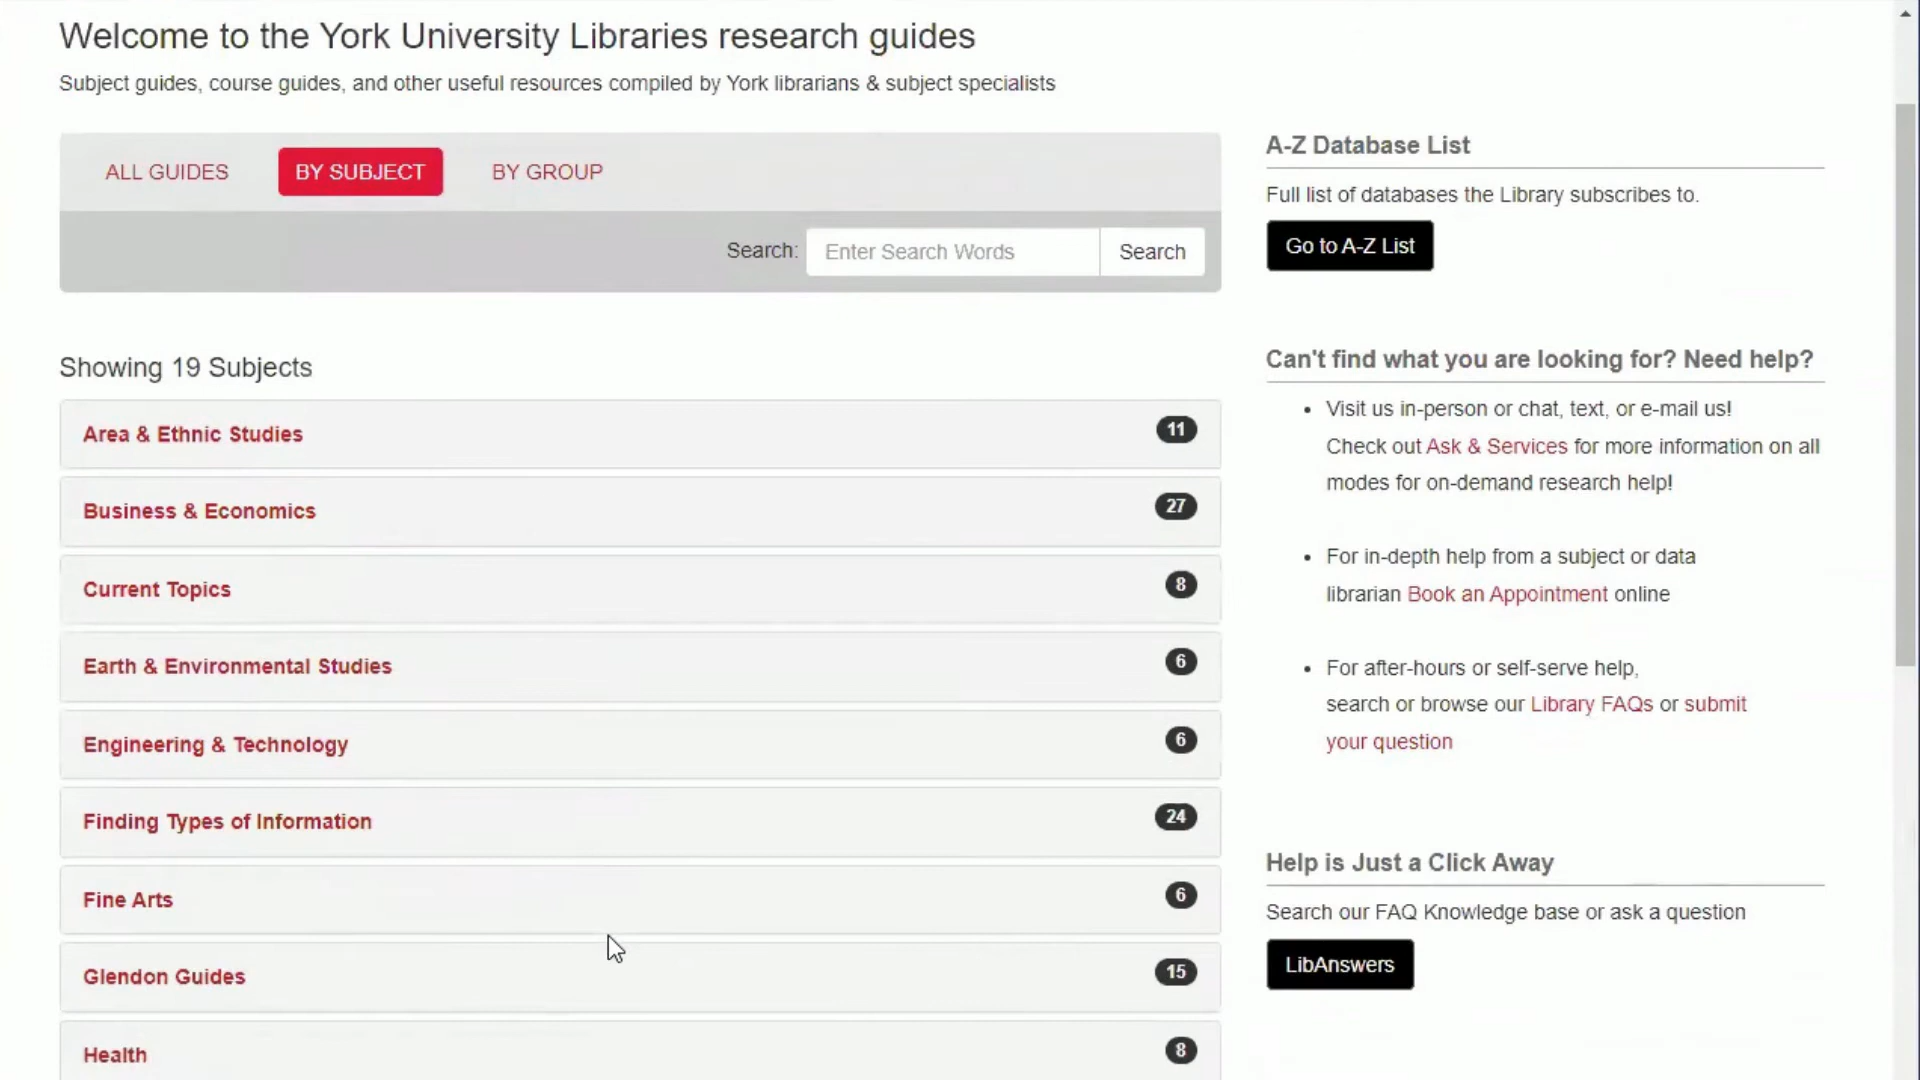 Welcome to the York University Libraries research guides
Subject guides, course guides, and other useful resources compiled by York librarians & subject specialists
ALL GUIDES
BY SUBJECT
BY GROUP
Search:
Enter Search Words
Search
Showing 19 Subjects
Area & Ethnic Studies
11
Business & Economics
27
Current Topics
8
Earth & Environmental Studies
6
Engineering & Technology
6
Finding Types of Information
24
Fine Arts
6
Glendon Guides
15
Health
8
A-Z Database List
Full list of databases the Library subscribes to.
Go to A-Z List
Can't find what you are looking for? Need help?
• Visit us in-person or chat, text, or e-mail us!
Check out Ask & Services for more information on all
modes for on-demand research help!
• For in-depth help from a subject or data
librarian Book an Appointment online
• For after-hours or self-serve help,
search or browse our Library FAQs or submit
your question
Help is Just a Click Away
Search our FAQ Knowledge base or ask a question
LibAnswers